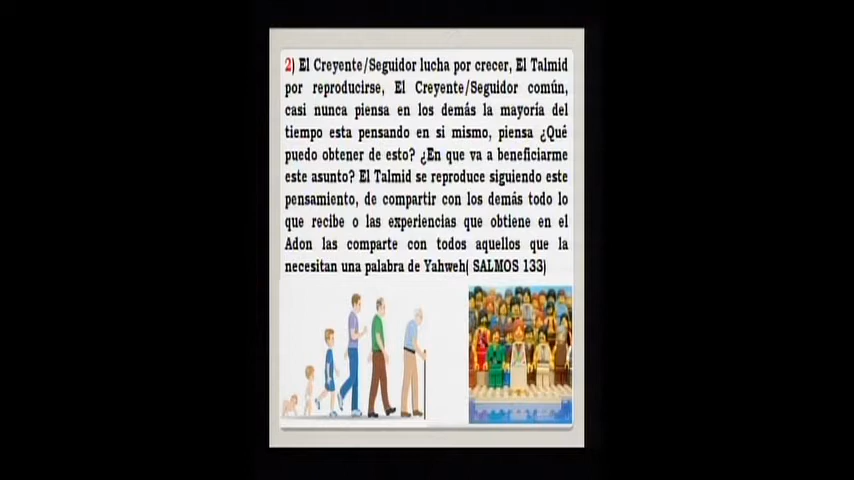 2) El Creyente/Seguidor lucha por crecer, El Talmid
por reproducirse, El Creyente/Seguidor común,
casi nunca piensa en los demás la mayoría del
tiempo esta pensando en si mismo, piensa ¿Qué
puedo obtener de esto? ¿En que va a beneficiarme
este asunto? El Talmid se reproduce siguiendo este
pensamiento, de compartir con los demás todo lo
que recibe o las experiencias que obtiene en el
Adon las comparte con todos aquellos que la
necesitan una palabra de Yahweh( SALMOS 133)